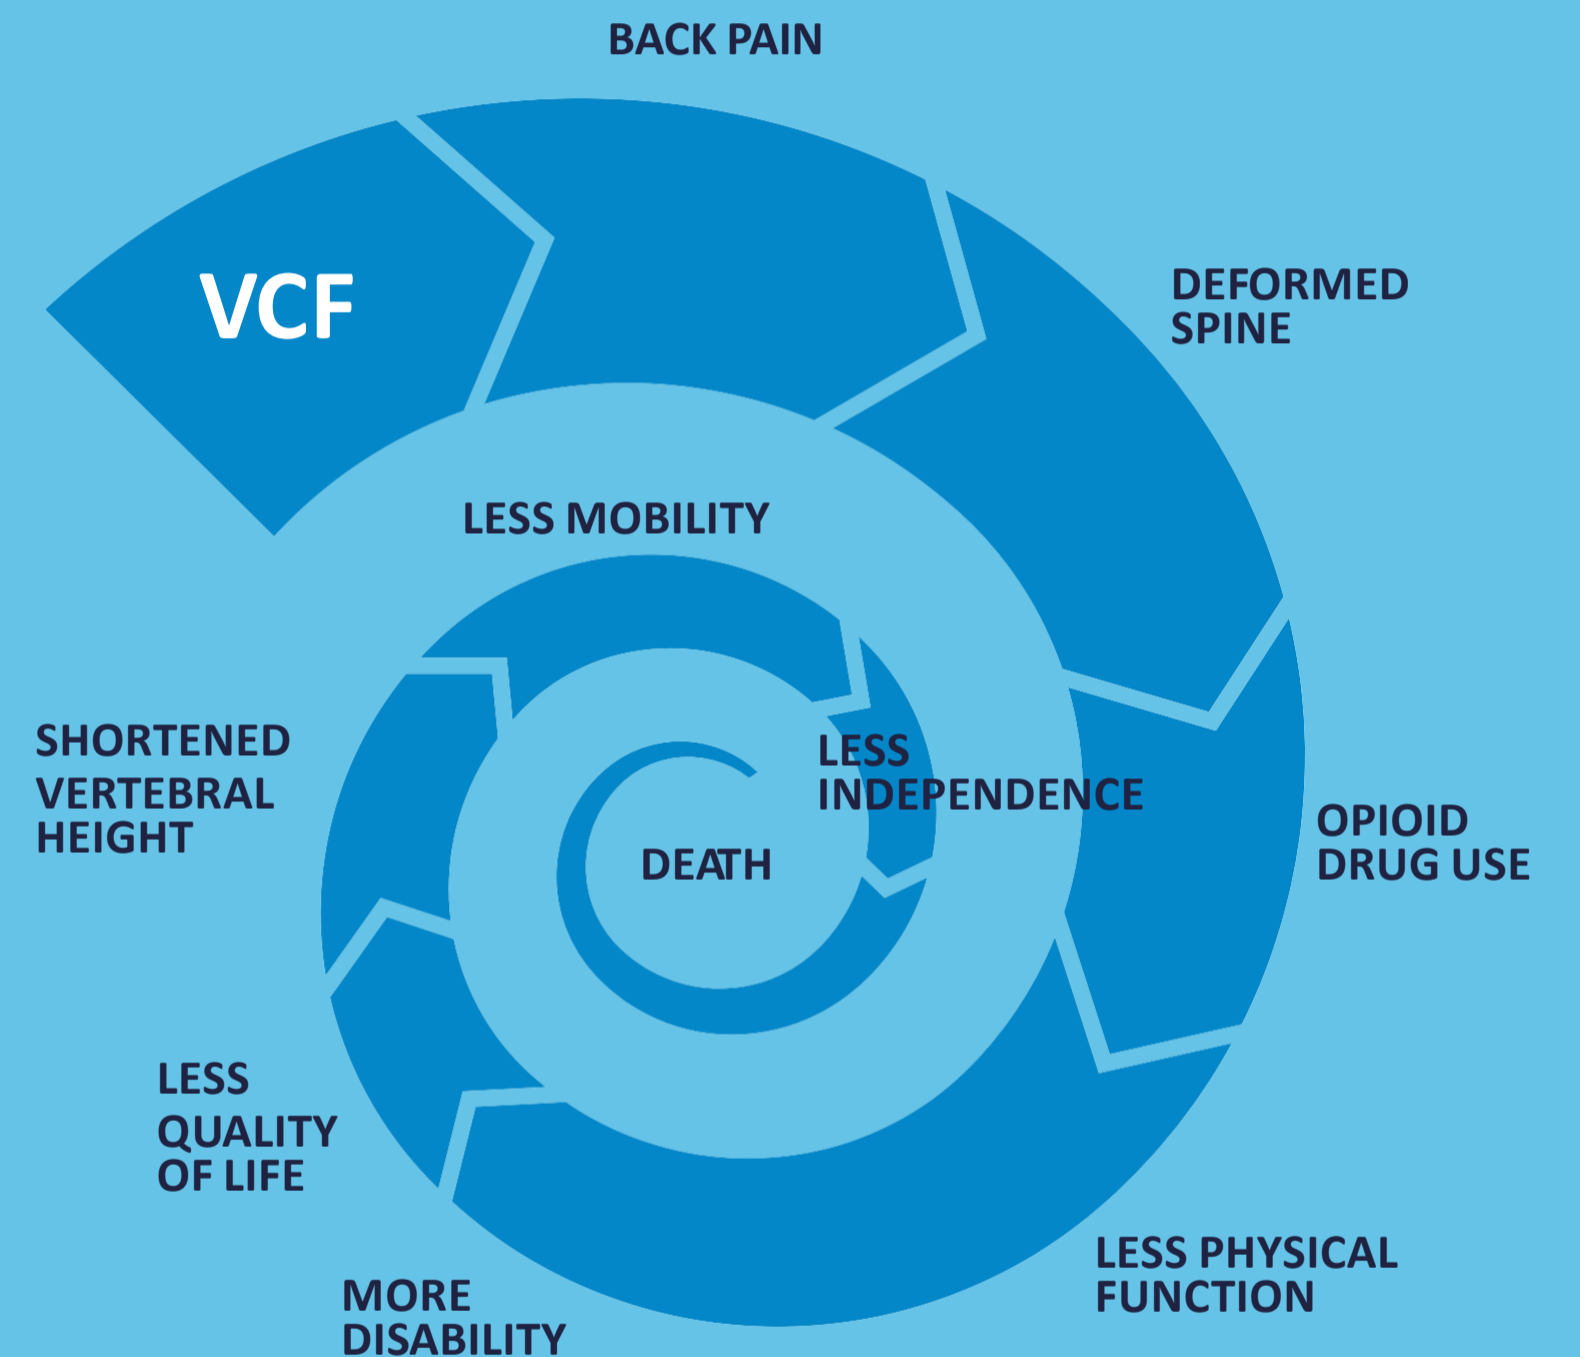 VCF
BACK PAIN
DEFORMED
SPINE
OPIOID
DRUG USE
LESS PHYSICAL
FUNCTION
MORE
DISABILITY
LESS
QUALITY
OF LIFE
SHORTENED
VERTEBRAL
HEIGHT
LESS MOBILITY
LESS
INDEPENDENCE
DEATH